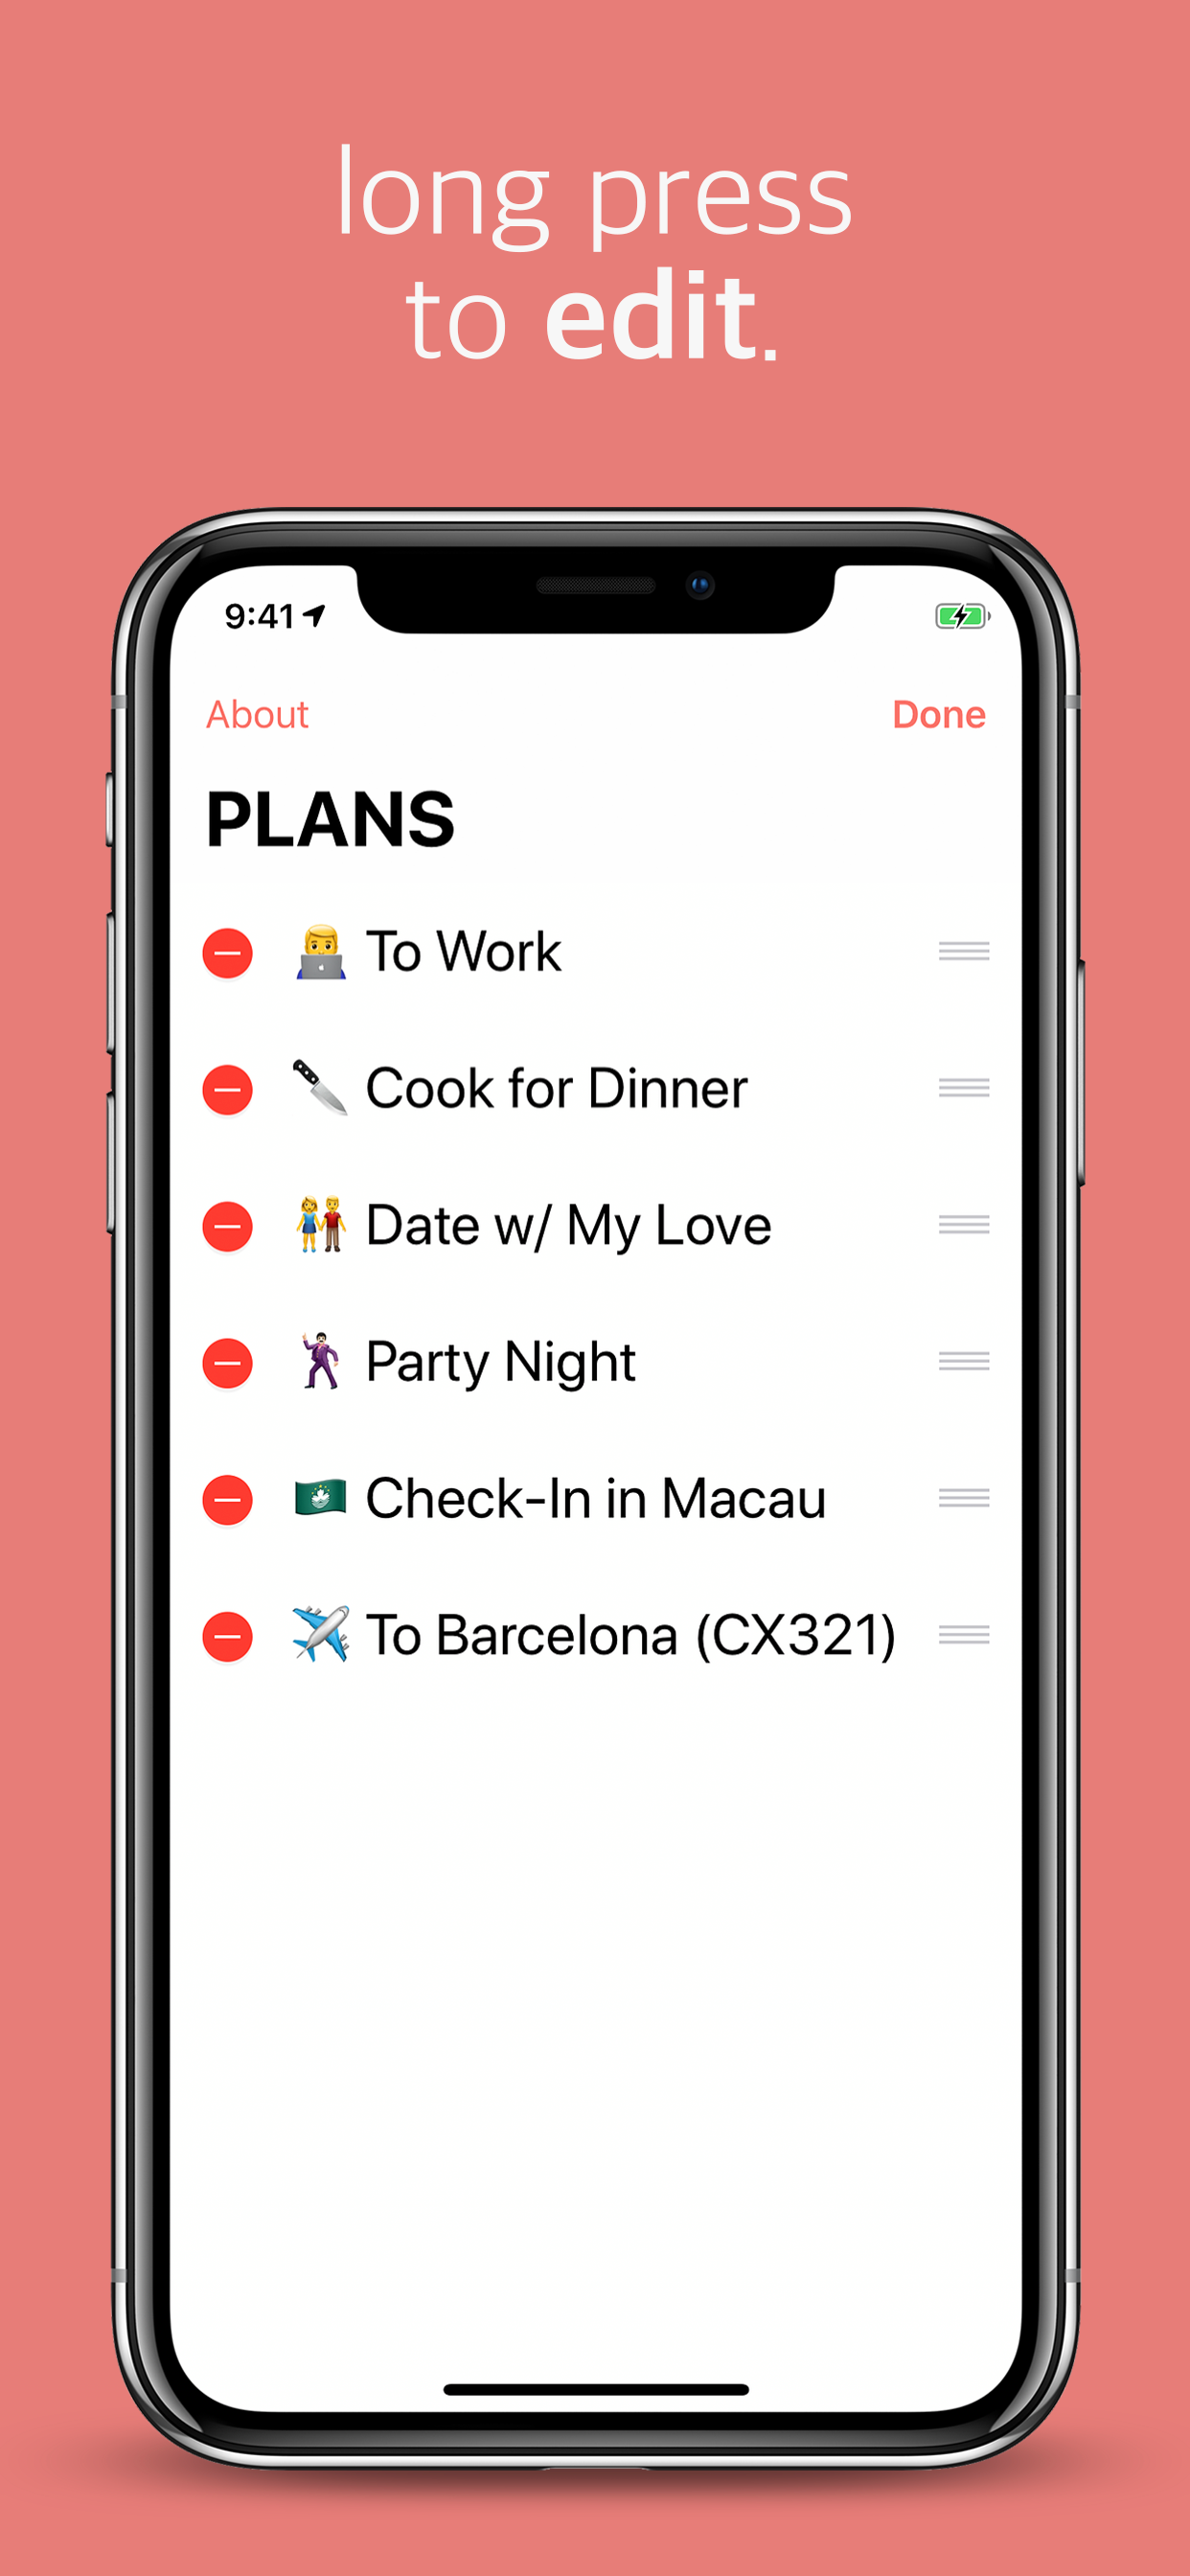 long press
to edit.
9:41
About
Done
PLANS
To Work
Cook for Dinner
Date w/ My Love
Party Night
Check-In in Macau
To Barcelona (CX321)